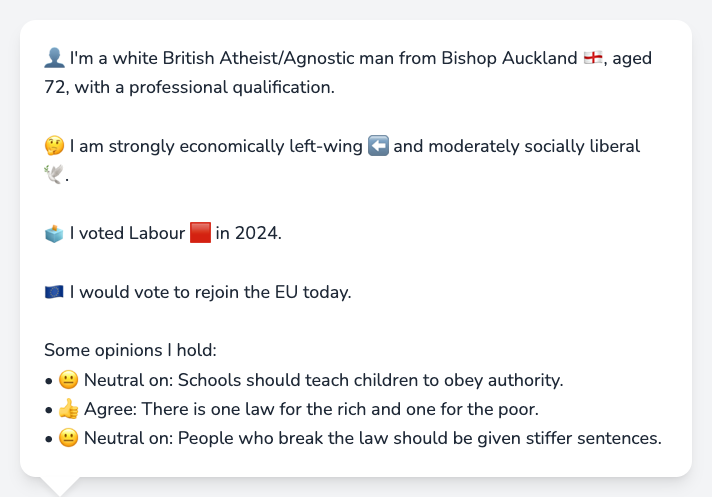 👤 I'm a white British Atheist/Agnostic man from Bishop Auckland 🏴󠁧󠁢󠁥󠁮󠁧󠁿, aged
72, with a professional qualification.
🤔 I am strongly economically left-wing ⬅️ and moderately socially liberal
🕊️.
🗳️ I voted Labour 🟥 in 2024.
🇪🇺 I would vote to rejoin the EU today.
Some opinions I hold:
• 😐 Neutral on: Schools should teach children to obey authority.
• 👍 Agree: There is one law for the rich and one for the poor.
• 😐 Neutral on: People who break the law should be given stiffer sentences.